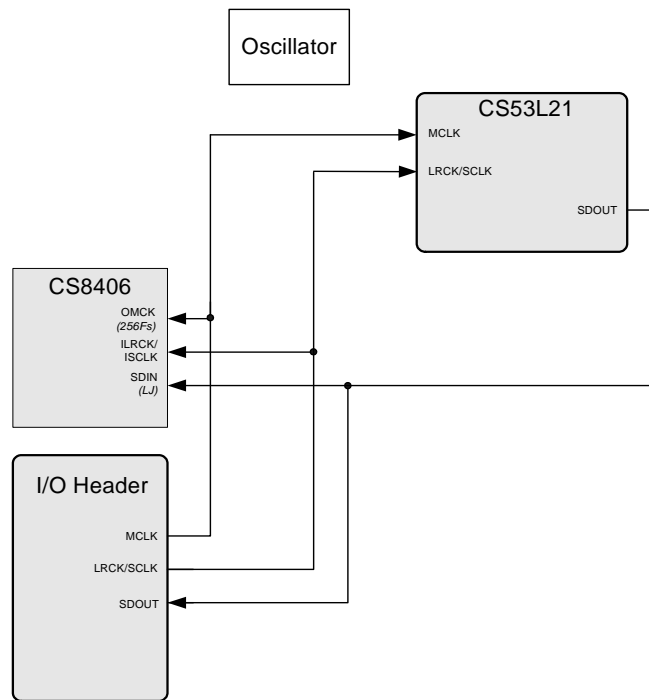 Oscillator
CS53L21
MCLK
LRCK/SCLK
SDOUT
CS8406
OMCK
(256Fs)
ILRCK/
ISCLK
SDIN
(LJ)
I/O Header
MCLK
LRCK/SCLK
SDOUT